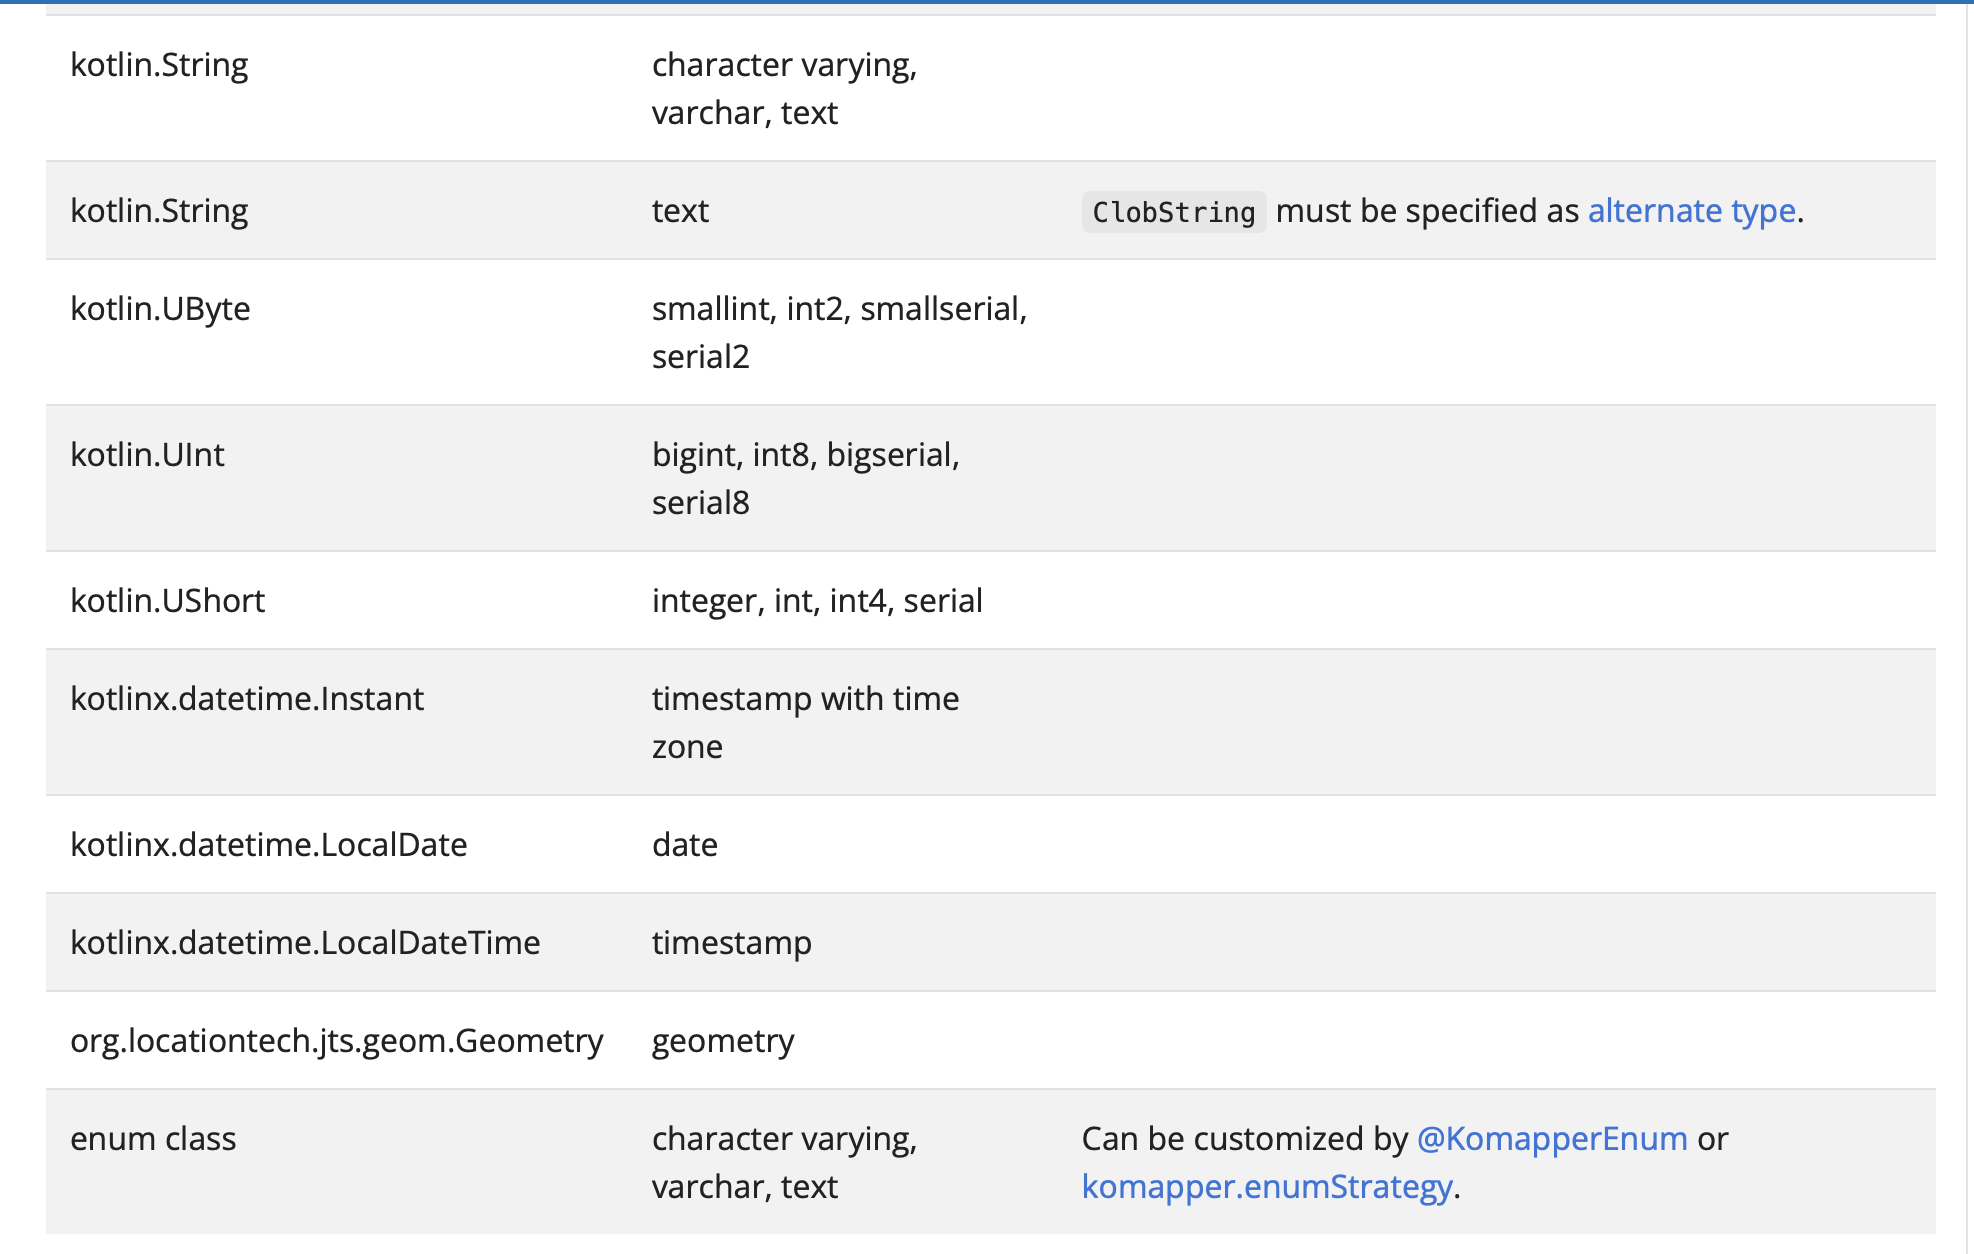 kotlin.String character varying,
varchar, text
kotlin.String text ClobString must be specified as alternate type.
kotlin.UByte smallint, int2, smallserial,
serial2
kotlin.UInt bigint, int8, bigserial,
serial8
kotlin.UShort integer, int, int4, serial
kotlinx.datetime.Instant timestamp with time
zone
kotlinx.datetime.LocalDate date
kotlinx.datetime.LocalDateTime timestamp
org.locationtech.jts.geom.Geometry geometry
enum class character varying, Can be customized by @KomapperEnum or
varchar, text komapper.enumStrategy.